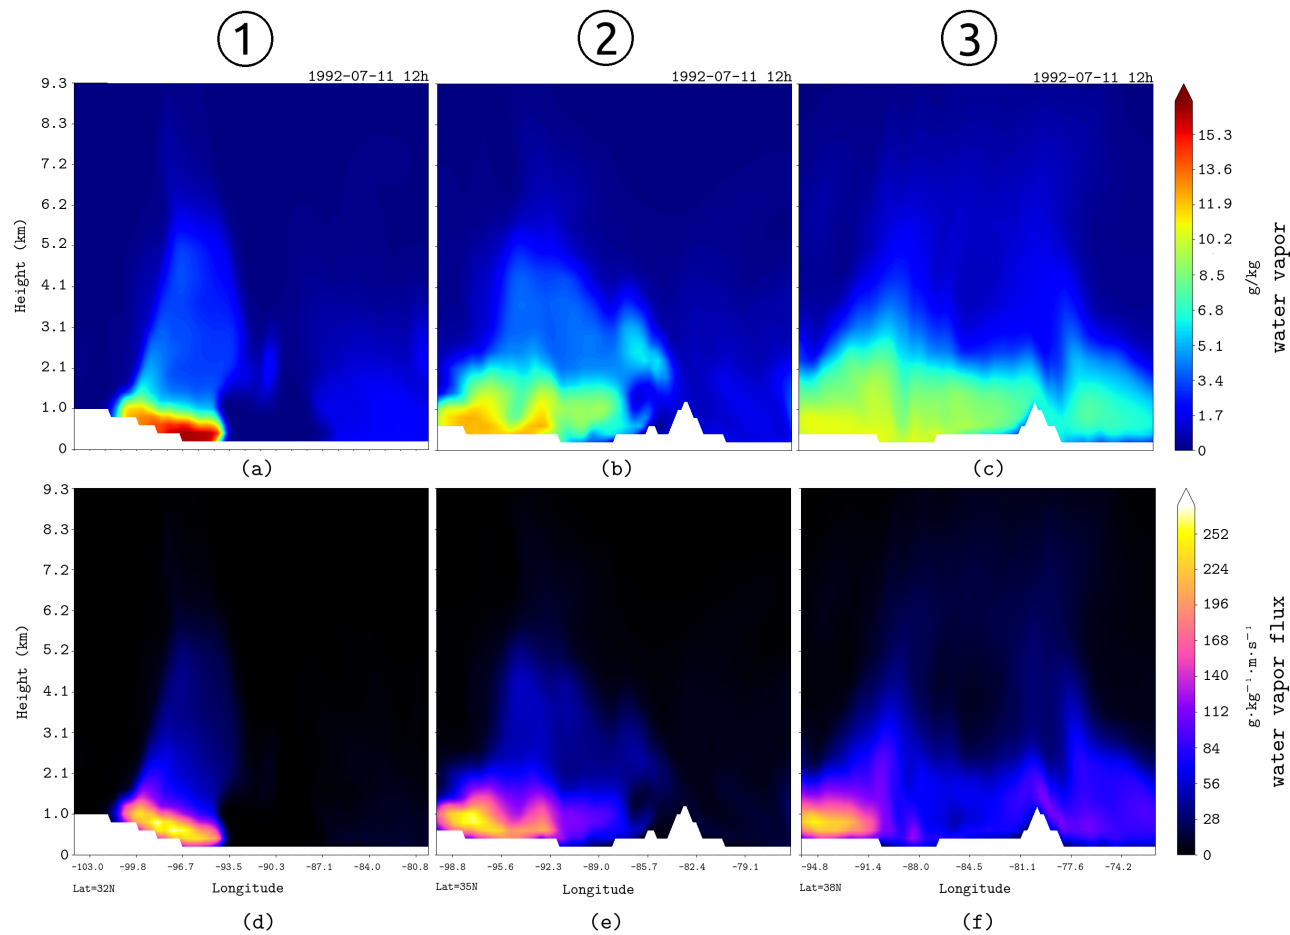 1 2 3
1992-07-11 12h 1992-07-11 12h 1992-07-11 12h
9.3
8.3
7.2
6.2
5.2
4.1
3.1
2.1
1.0
0
Height (km)
15.3
13.6
11.9
10.2
8.5
6.8
5.1
3.4
1.7
0
g/kg
water vapor
(a) (b) (c)
9.3
8.3
7.2
6.2
5.2
4.1
3.1
2.1
1.0
0
Height (km)
252
224
196
168
140
112
84
56
28
0
g·kg⁻¹·m·s⁻¹
water vapor flux
-103.0 -99.8 -96.7 -93.5 -90.3 -87.1 -84.0 -80.8
-98.8 -95.6 -92.3 -89.0 -85.7 -82.4 -79.1
-94.8 -91.4 -88.0 -84.5 -81.1 -77.6 -74.2
Lat=32N Longitude Lat=35N Longitude Lat=38N Longitude
(d) (e) (f)